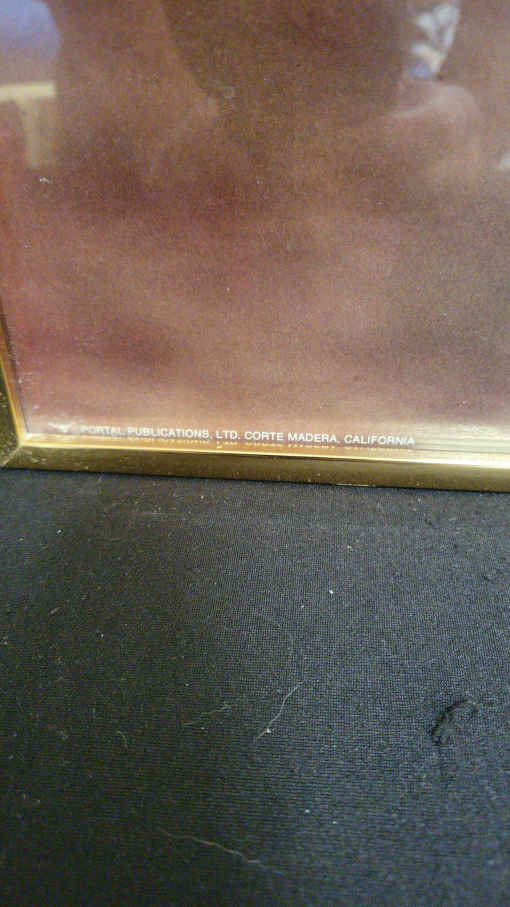 PORTAL PUBLICATIONS, LTD. CORTE MADERA, CALIFORNIA